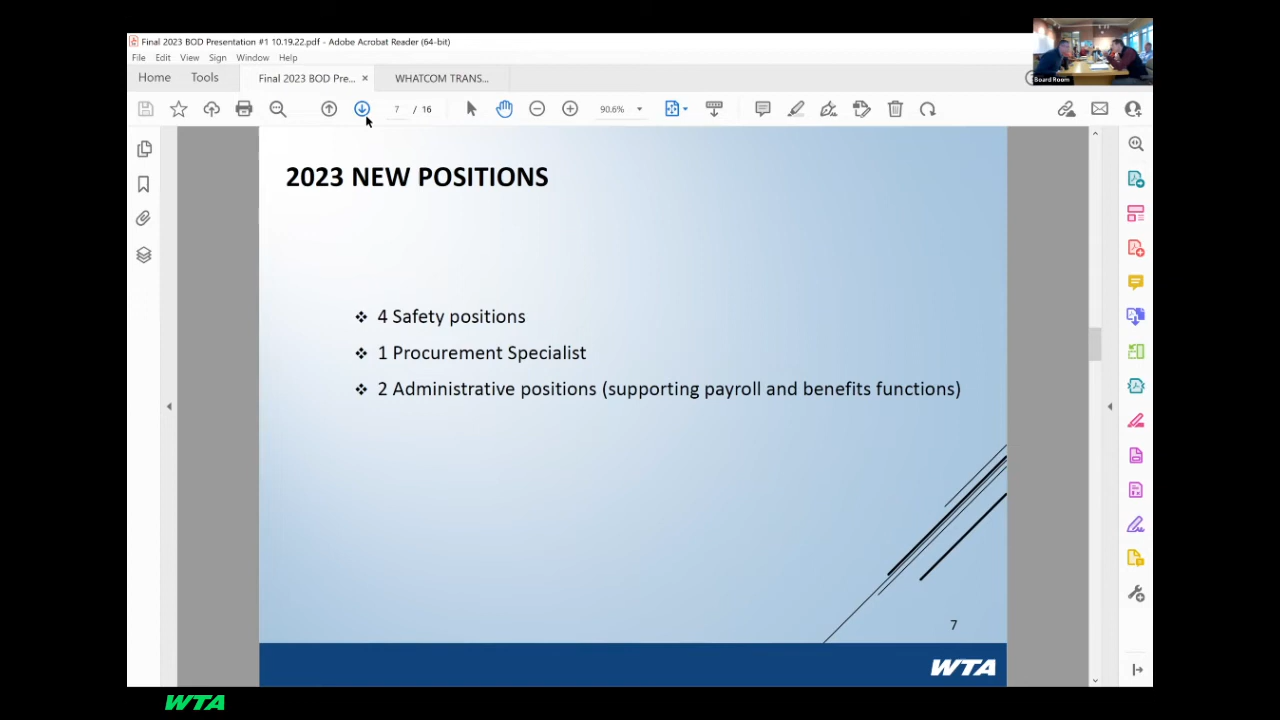 Final 2023 BOD Presentation #1 10.19.22.pdf - Adobe Acrobat Reader (64-bit)
File Edit View Sign Window Help
Home Tools Final 2023 BOD Pre... × WHATCOM TRANS...
7 / 16 90.6%
Board Room
2023 NEW POSITIONS
❖ 4 Safety positions
❖ 1 Procurement Specialist
❖ 2 Administrative positions (supporting payroll and benefits functions)
7
WTA
WTA